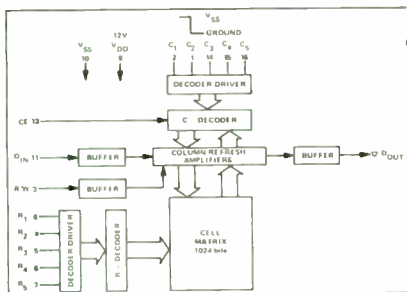 VSS
GROUND
12V
VSS VDD
10 9
C1 C2 C3 C4 C5
2 1 14 15 16
DECODER DRIVER
CE 13
C DECODER
DIN 11
BUFFER
COLUMN REFRESH
AMPLIFIERS
BUFFER
12 DOUT
R/W 3
BUFFER
R1 8
R2
R3 5
R4 6
R5 7
DECODER DRIVER
R-DECODER
CELL
MATRIX
1024 bits